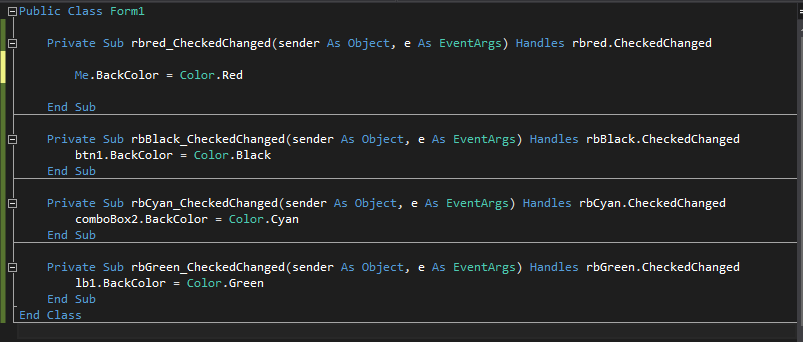 Public Class Form1
Private Sub rbred_CheckedChanged(sender As Object, e As EventArgs) Handles rbred.CheckedChanged
Me.BackColor = Color.Red
End Sub
Private Sub rbBlack_CheckedChanged(sender As Object, e As EventArgs) Handles rbBlack.CheckedChanged
btn1.BackColor = Color.Black
End Sub
Private Sub rbCyan_CheckedChanged(sender As Object, e As EventArgs) Handles rbCyan.CheckedChanged
comboBox2.BackColor = Color.Cyan
End Sub
Private Sub rbGreen_CheckedChanged(sender As Object, e As EventArgs) Handles rbGreen.CheckedChanged
lb1.BackColor = Color.Green
End Sub
End Class